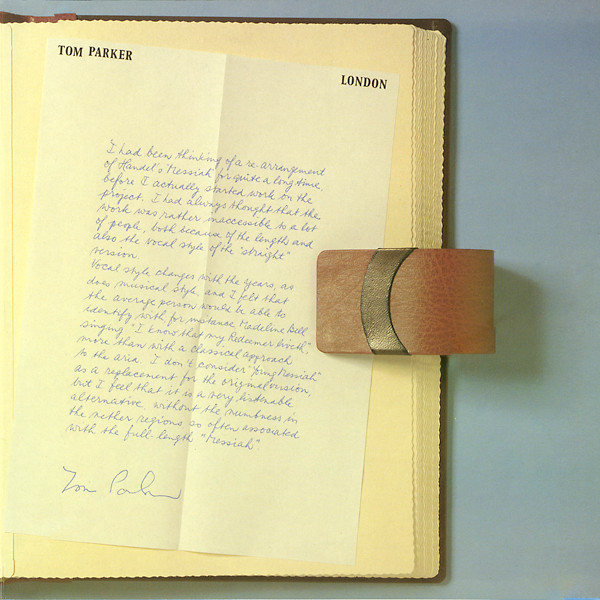 TOM PARKER
LONDON
I had been thinking of a re-arrangement
of Handel's Messiah for quite a long time,
before I actually started work on the
project. I had always thought that the
work was rather inaccessible to a lot
of people, both because of the length and
also the vocal style of the "straight"
version.
Vocal style changes with the years, as
does musical style, and I felt that
the average person would be able to
identify with for instance Madeline Bell
singing "I know that my Redeemer liveth",
more than with a classical approach
to the aria. I don't consider "Young Messiah"
as a replacement for the original version,
but I feel that it is a very listenable
alternative, without the numbness in
the nether regions so often associated
with the full-length "Messiah".
Tom Parker